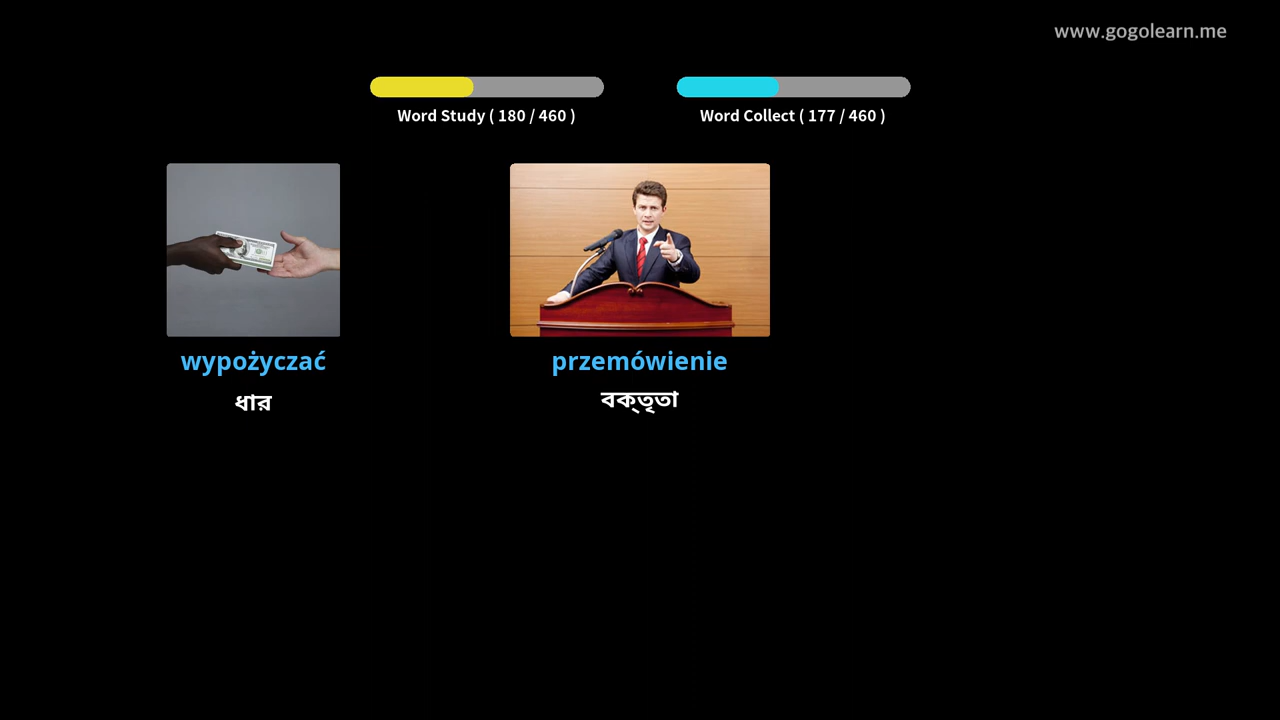 www.gogolearn.me
Word Study ( 180 / 460 )
Word Collect ( 177 / 460 )
wypożyczać
przemówienie
ধার
বক্তৃতা